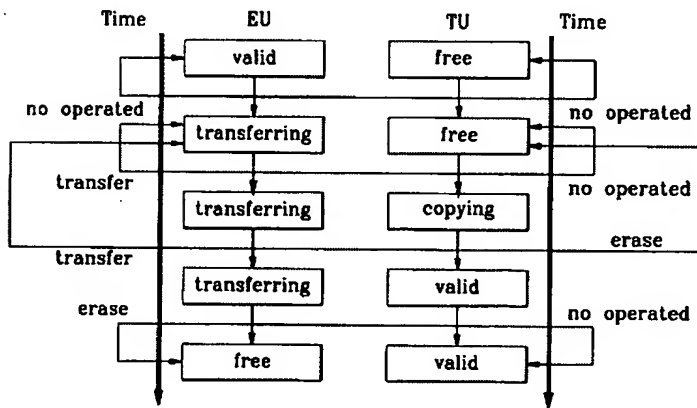 Time EU TU Time
valid free
no operated no operated
transferring free
transfer no operated
transferring copying
transfer erase
transferring valid
erase no operated
free valid